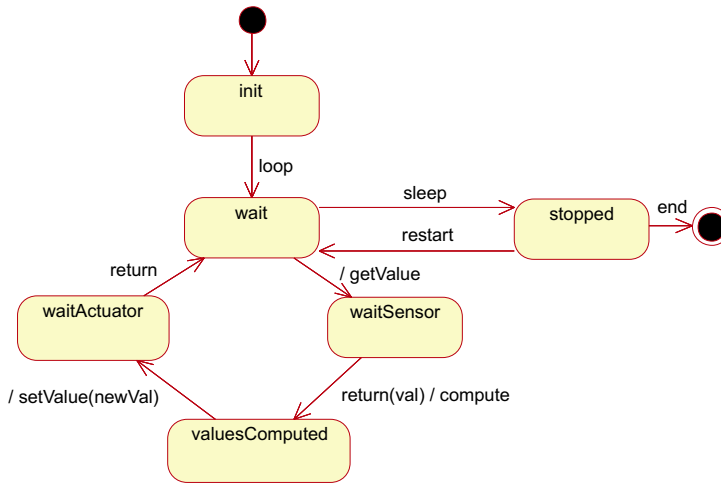 init
loop
wait
sleep
stopped
end
restart
return
/ getValue
waitActuator
waitSensor
/ setValue(newVal)
return(val) / compute
valuesComputed